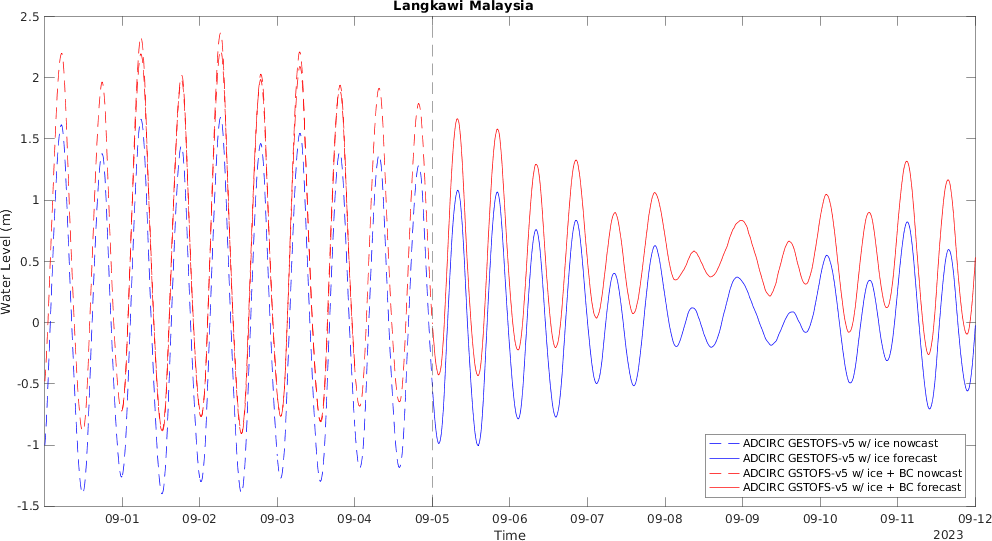 Langkawi Malaysia
Water Level (m)
2.5
2
1.5
1
0.5
0
-0.5
-1
-1.5
09-01 09-02 09-03 09-04 09-05 09-06 09-07 09-08 09-09 09-10 09-11 09-12
Time
2023
ADCIRC GESTOFS-v5 w/ ice nowcast
ADCIRC GESTOFS-v5 w/ ice forecast
ADCIRC GSTOFS-v5 w/ ice + BC nowcast
ADCIRC GSTOFS-v5 w/ ice + BC forecast